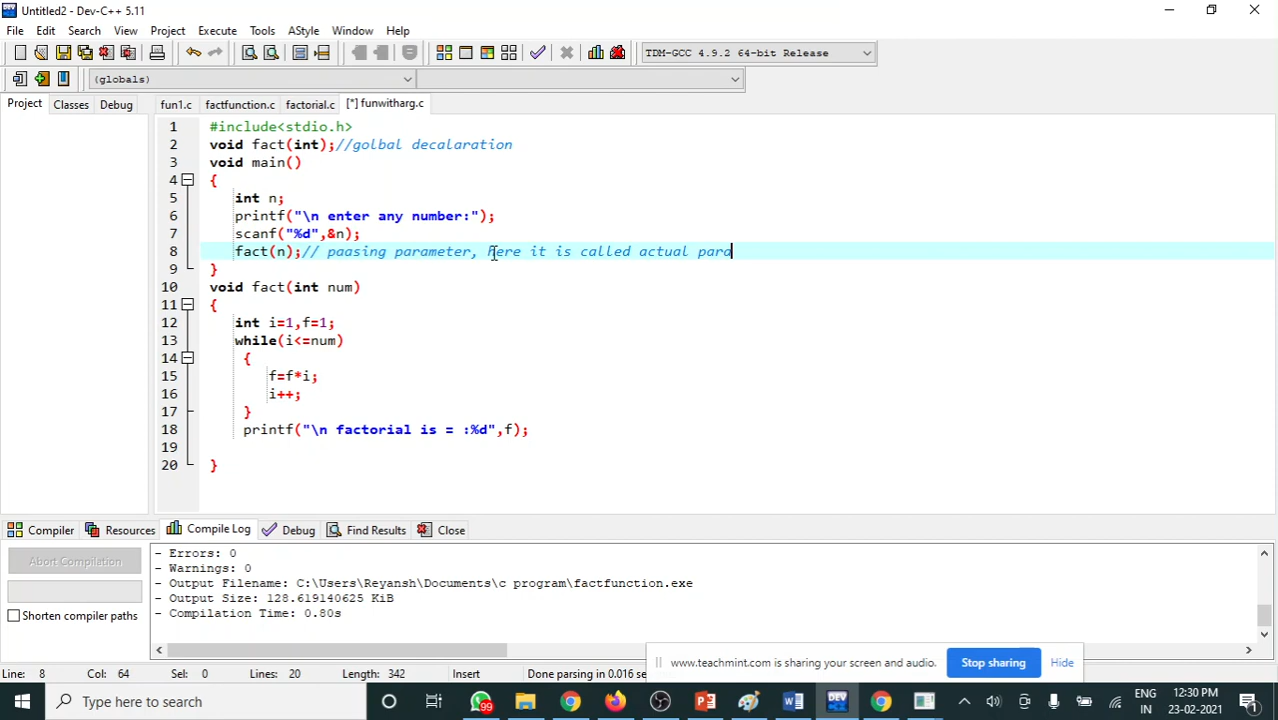 Untitled2 - Dev-C++ 5.11
File Edit Search View Project Execute Tools AStyle Window Help
TDM-GCC 4.9.2 64-bit Release
(globals)
Project Classes Debug fun1.c factfunction.c factorial.c [*] funwitharg.c
1 #include<stdio.h>
2 void fact(int);//golbal decalaration
3 void main()
4 {
5 int n;
6 printf("\n enter any number:");
7 scanf("%d",&n);
8 fact(n);// paasing parameter, here it is called actual para
9 }
10 void fact(int num)
11 {
12 int i=1,f=1;
13 while(i<=num)
14 {
15 f=f*i;
16 i++;
17 }
18 printf("\n factorial is = :%d",f);
19
20 }
Compiler Resources Compile Log Debug Find Results Close
Abort Compilation
Shorten compiler paths
- Errors: 0
- Warnings: 0
- Output Filename: C:\Users\Reyansh\Documents\c program\factfunction.exe
- Output Size: 128.619140625 KiB
- Compilation Time: 0.80s
www.teachmint.com is sharing your screen and audio. Stop sharing Hide
Line: 8 Col: 64 Sel: 0 Lines: 20 Length: 342 Insert Done parsing in 0.016 se
Type here to search
99
DEV
ENG
IN
12:30 PM
23-02-2021
1